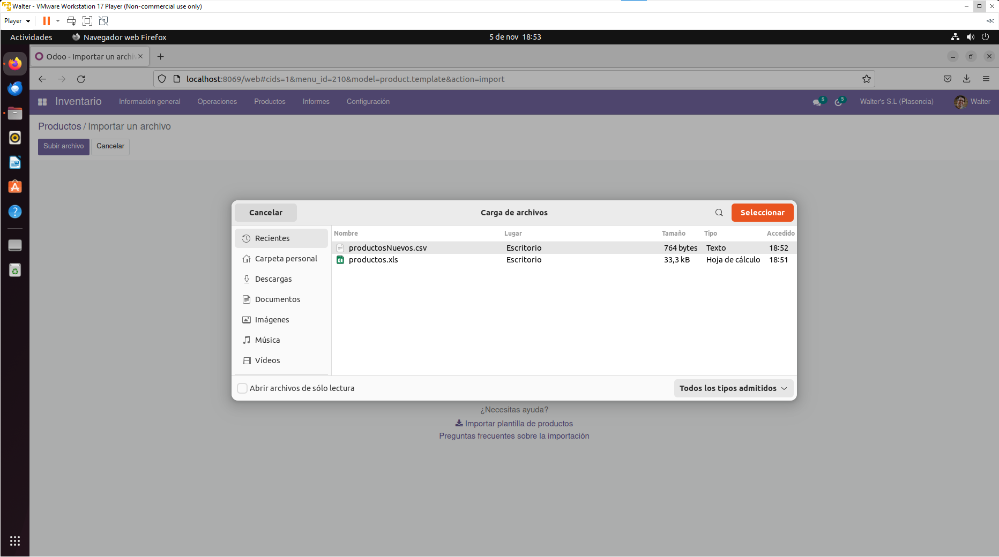 Walter - VMware Workstation 17 Player (Non-commercial use only)
Player
Actividades
Navegador web Firefox
5 de nov 18:53
Odoo - Importar un archi
localhost:8069/web#cids=1&menu_id=210&model=product.template&action=import
Inventario
Información general
Operaciones
Productos
Informes
Configuración
5
5
Walter's S.L (Plasencia)
Walter
Productos / Importar un archivo
Subir archivo
Cancelar
Cancelar
Carga de archivos
Seleccionar
Recientes
Carpeta personal
Descargas
Documentos
Imágenes
Música
Vídeos
Nombre Lugar Tamaño Tipo Accedido
productosNuevos.csv Escritorio 764 bytes Texto 18:52
productos.xls Escritorio 33,3 kB Hoja de cálculo 18:51
Abrir archivos de sólo lectura
Todos los tipos admitidos
¿Necesitas ayuda?
Importar plantilla de productos
Preguntas frecuentes sobre la importación